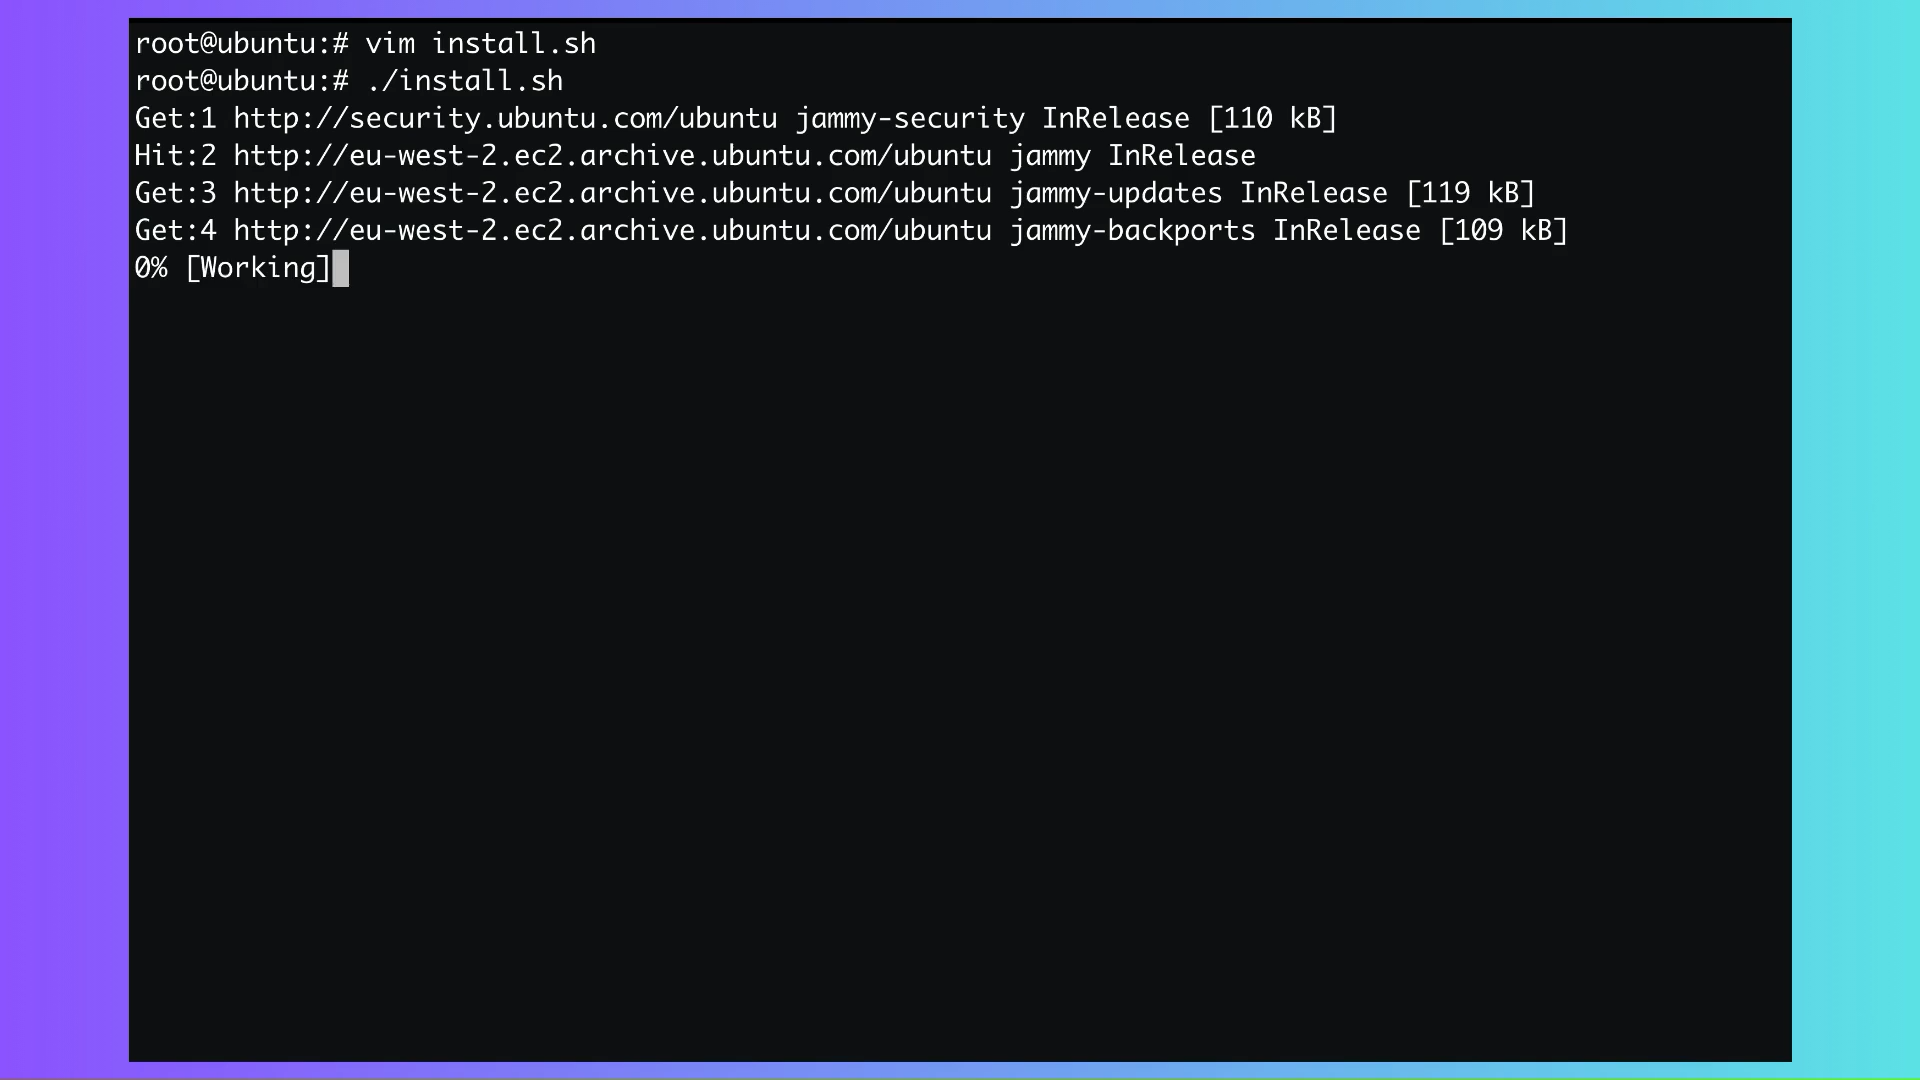 root@ubuntu:# vim install.sh
root@ubuntu:# ./install.sh
Get:1 http://security.ubuntu.com/ubuntu jammy-security InRelease [110 kB]
Hit:2 http://eu-west-2.ec2.archive.ubuntu.com/ubuntu jammy InRelease
Get:3 http://eu-west-2.ec2.archive.ubuntu.com/ubuntu jammy-updates InRelease [119 kB]
Get:4 http://eu-west-2.ec2.archive.ubuntu.com/ubuntu jammy-backports InRelease [109 kB]
0% [Working]